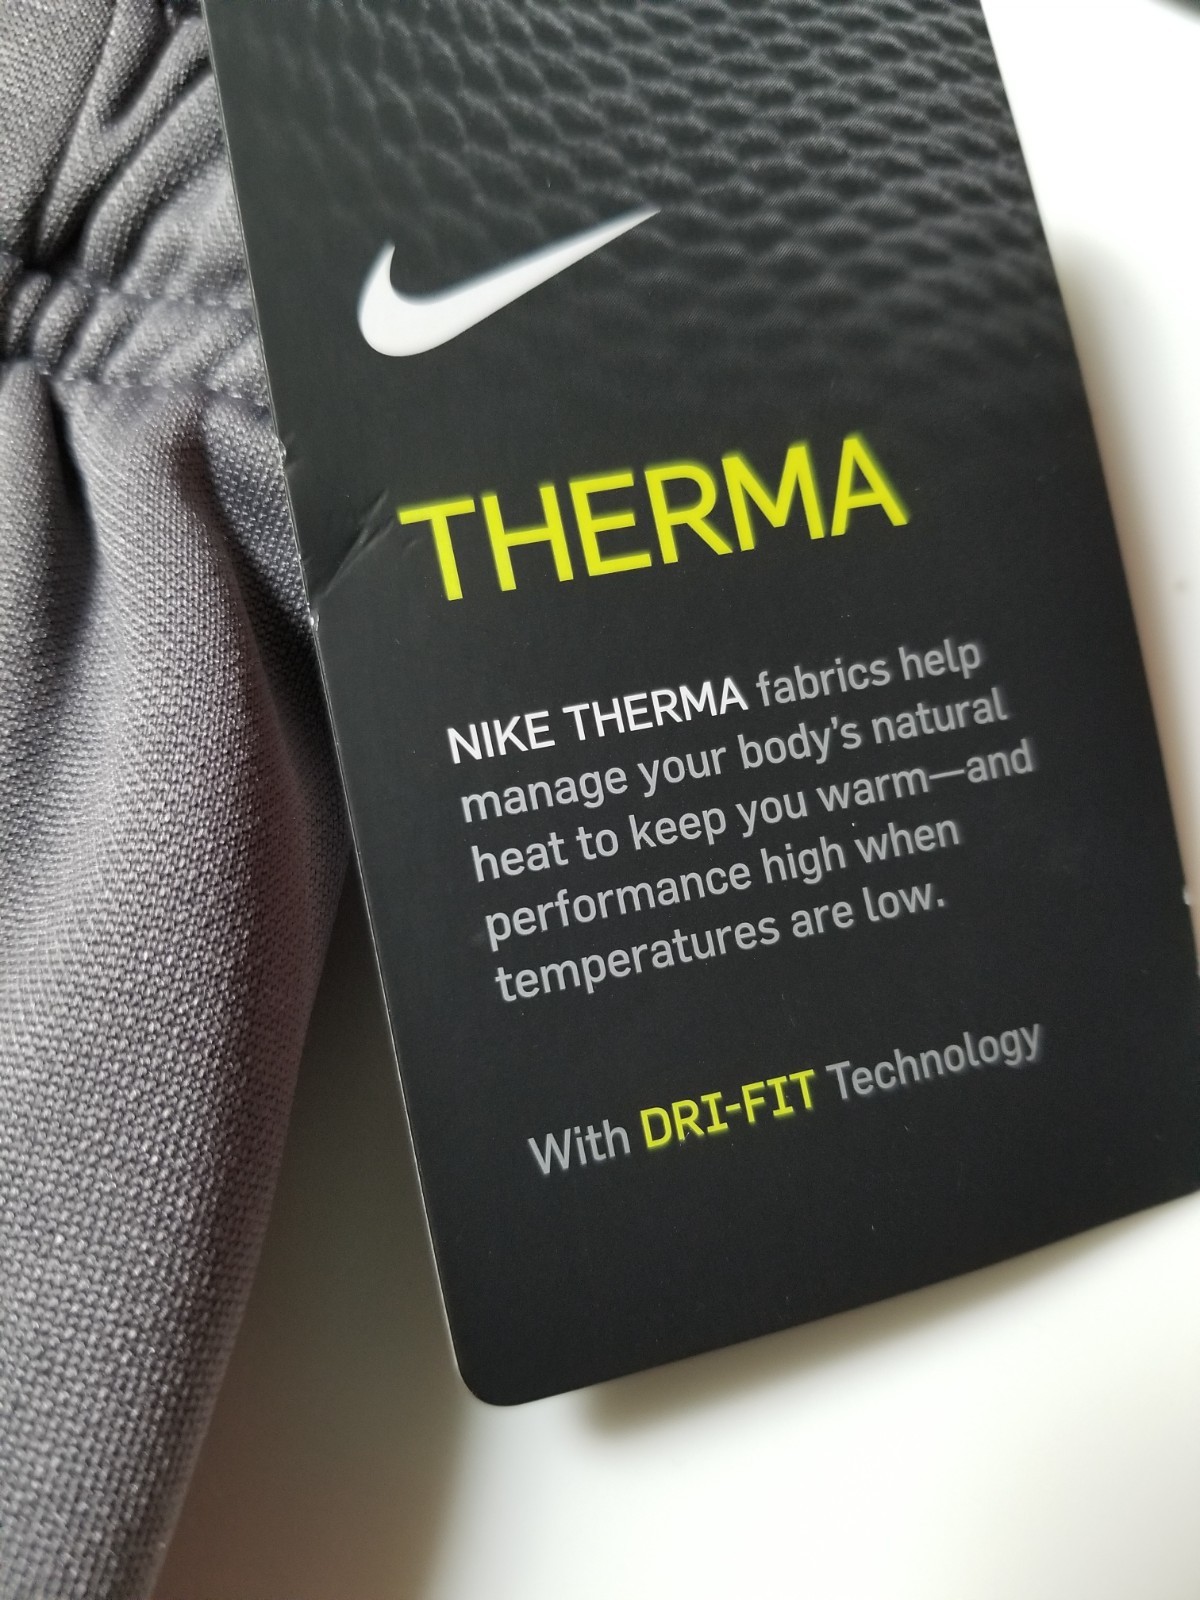 THERMA
NIKE THERMA fabrics help
manage your body's natural
heat to keep you warm—and
performance high when
temperatures are low.
With DRI-FIT Technology